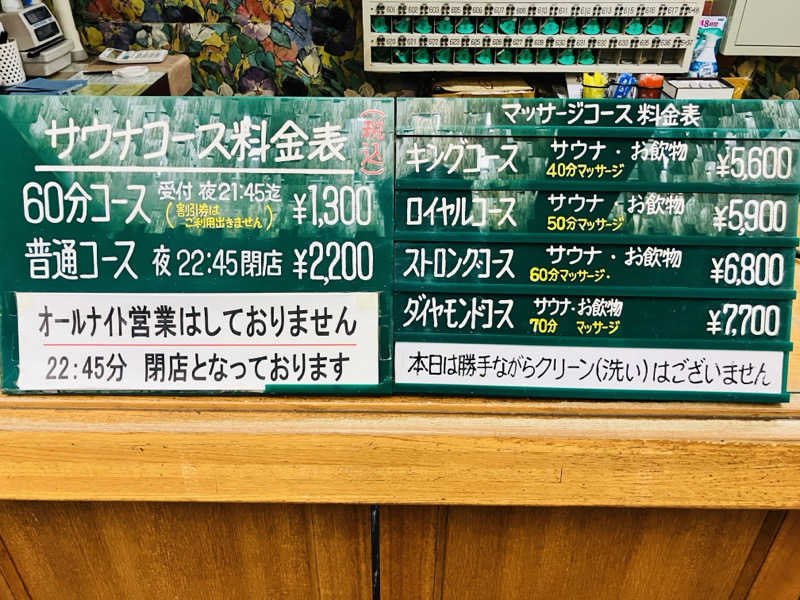 サウナコース料金表
(税込)
60分コース 受付 夜21:45迄 ¥1,300
(割引券はご利用出きません)
普通コース 夜22:45閉店 ¥2,200
オールナイト営業はしておりません
22:45分 閉店となっております
マッサージコース 料金表
キングコース サウナ・お飲物 ¥5,600
40分マッサージ
ロイヤルコース サウナ・お飲物 ¥5,900
50分マッサージ
ストロングコース サウナ・お飲物 ¥6,800
60分マッサージ・
ダイヤモンドコース サウナ・お飲物 ¥7,700
70分 マッサージ
本日は勝手ながらクリーン(洗い)はございません